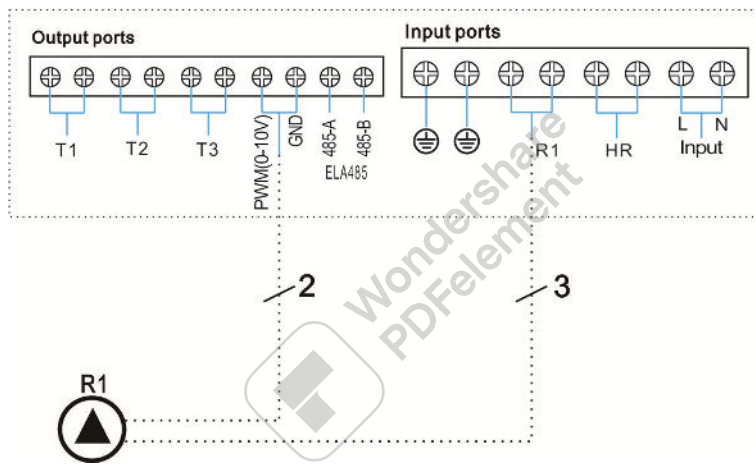 Output ports
Input ports
T1 T2 T3
PWM(0-10V)
GND
485-A
485-B
ELA485
R1 HR
L N
Input
2
3
R1
Wondershare
PDFelement